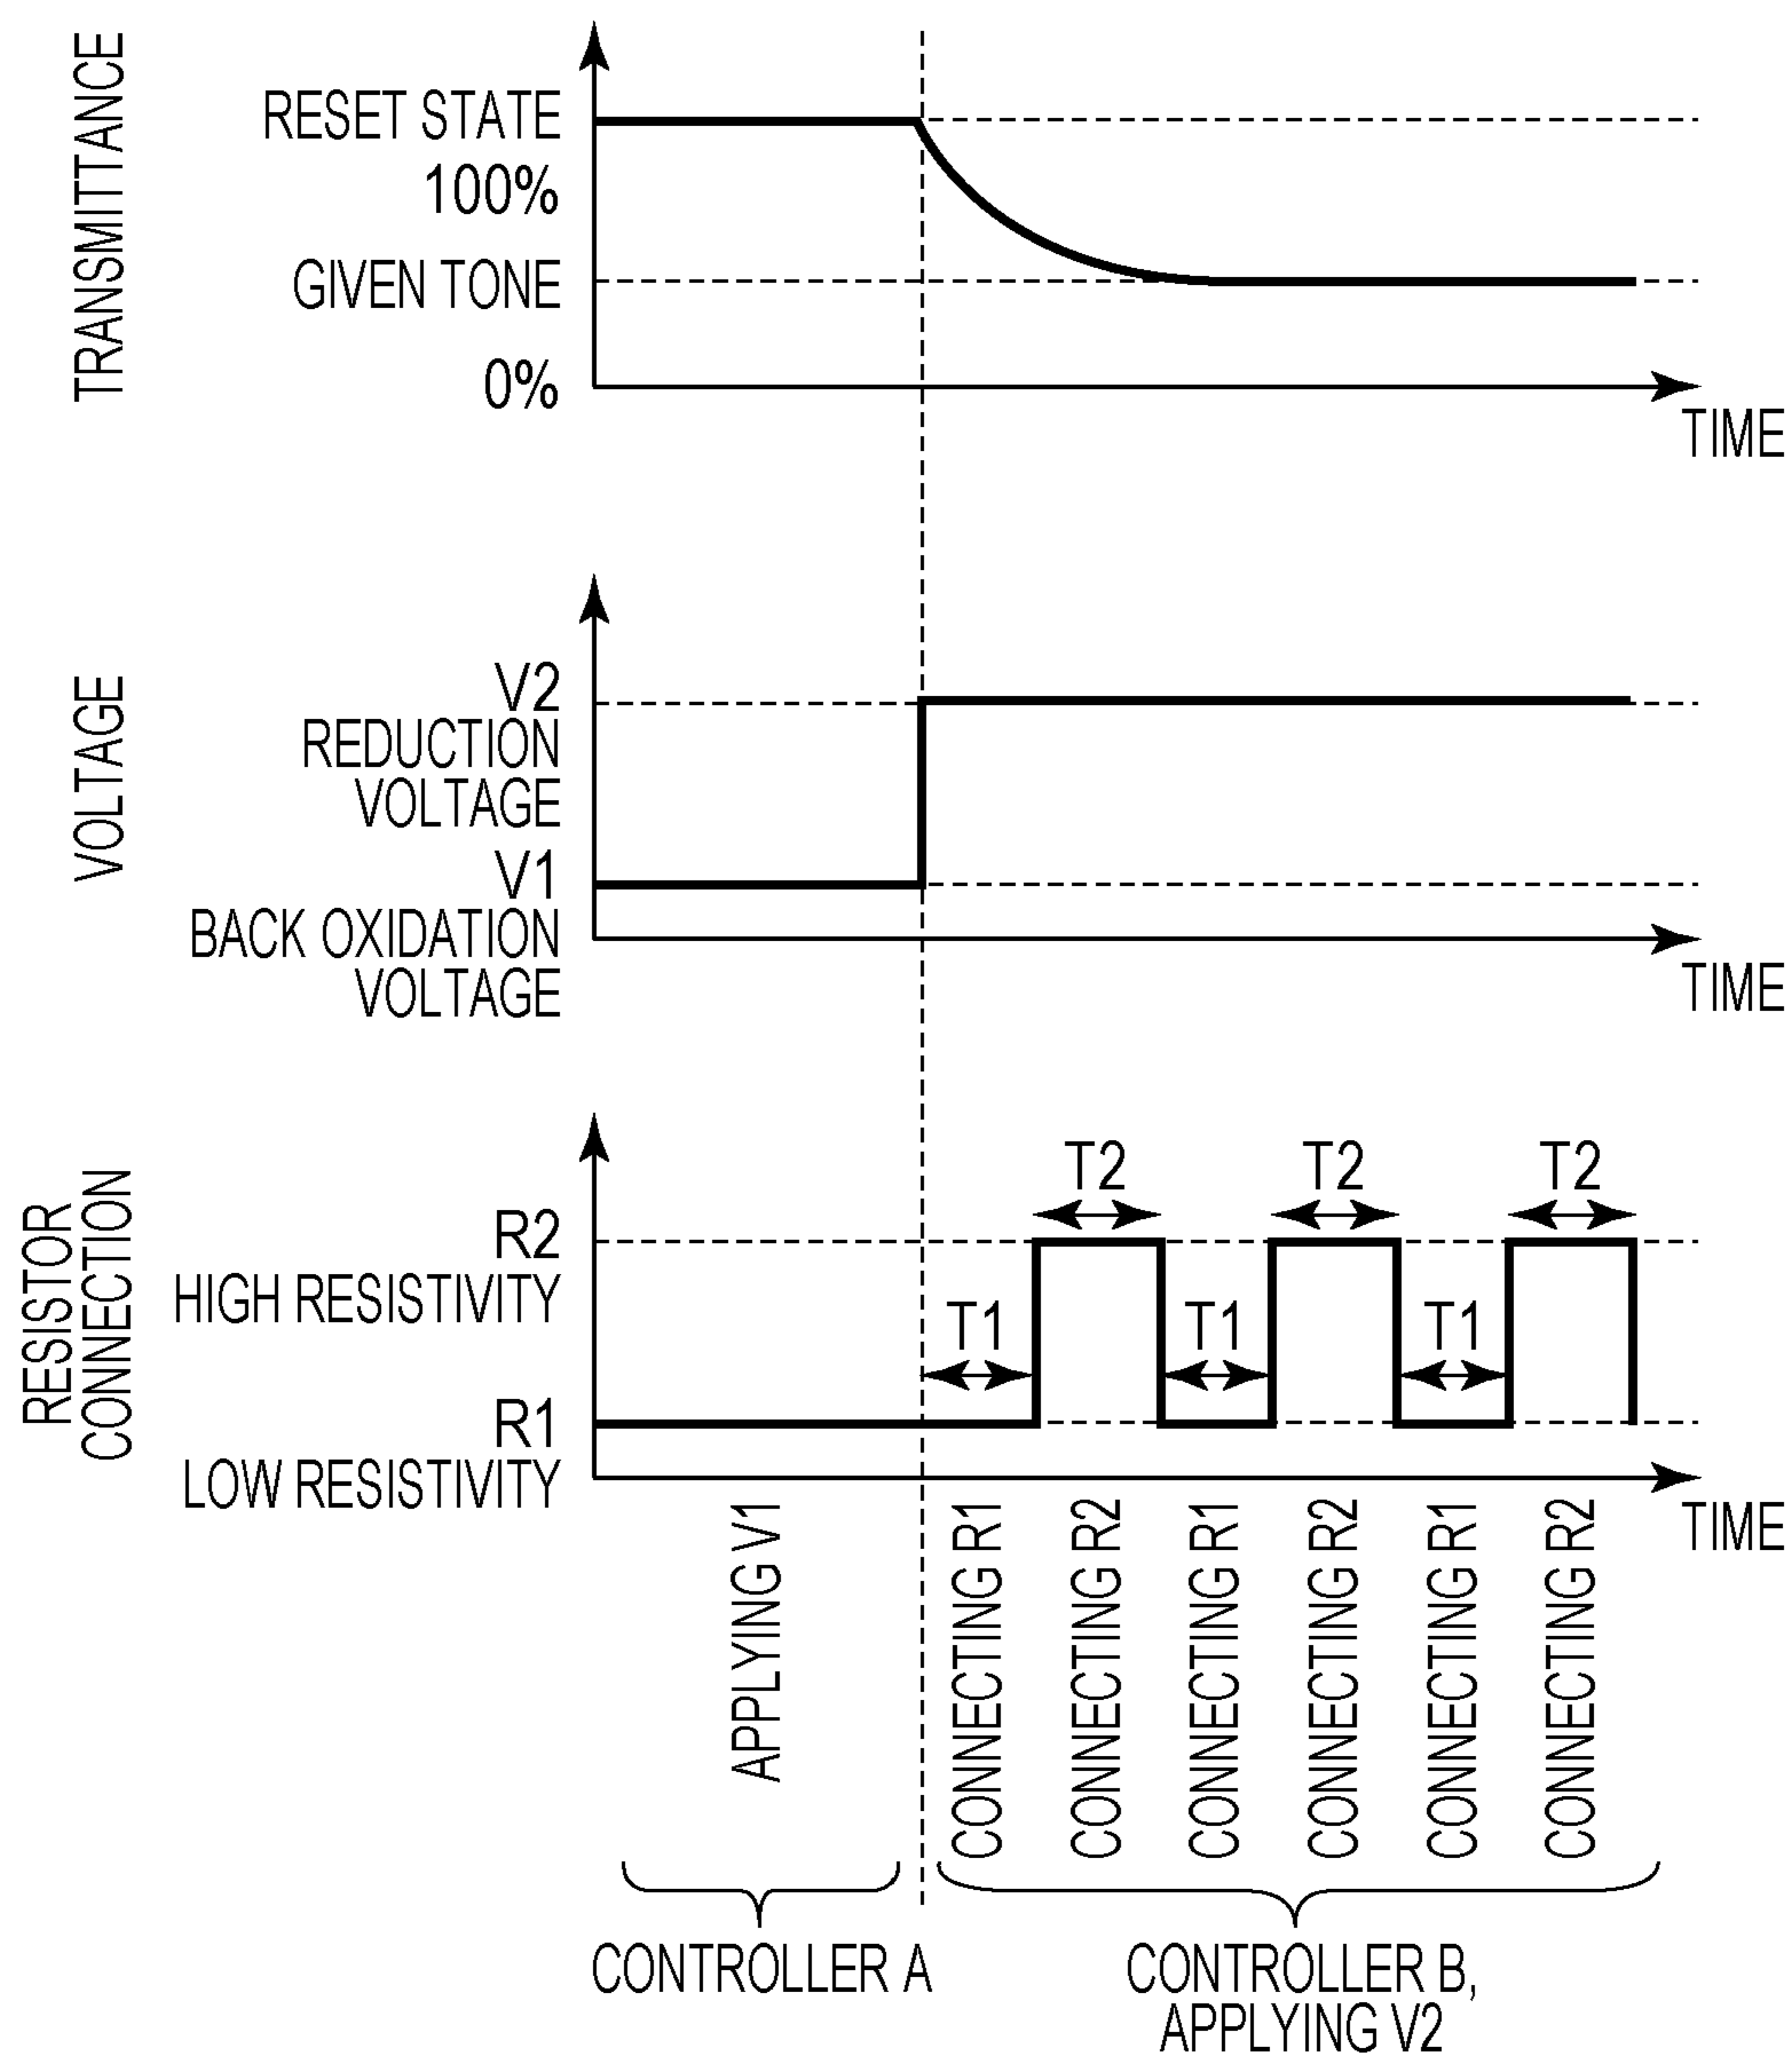 TRANSMITTANCE
RESET STATE
100%
GIVEN TONE
0%
TIME
VOLTAGE
V2
REDUCTION
VOLTAGE
V1
BACK OXIDATION
VOLTAGE
TIME
RESISTOR
CONNECTION
R2
HIGH RESISTIVITY
R1
LOW RESISTIVITY
T2
T2
T2
T1
T1
T1
TIME
APPLYING V1
CONNECTING R1
CONNECTING R2
CONNECTING R1
CONNECTING R2
CONNECTING R1
CONNECTING R2
CONTROLLER A
CONTROLLER B,
APPLYING V2